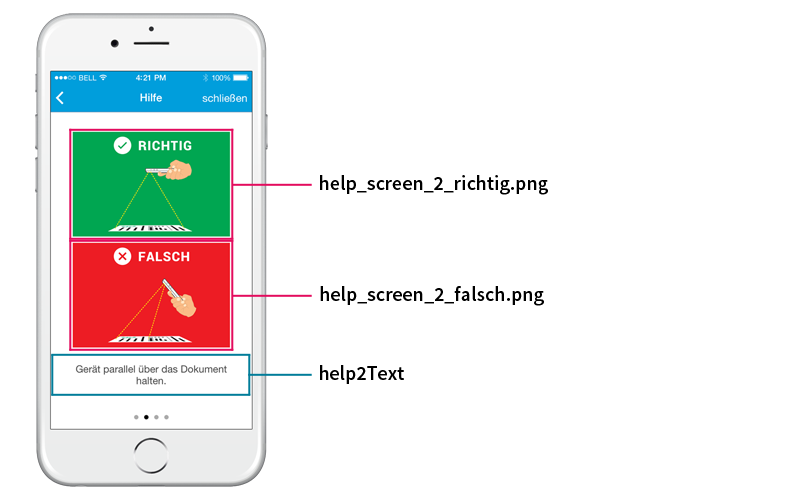 BELL 4:21 PM 100%
Hilfe schließen
RICHTIG
help_screen_2_richtig.png
FALSCH
help_screen_2_falsch.png
Gerät parallel über das Dokument
halten.
help2Text